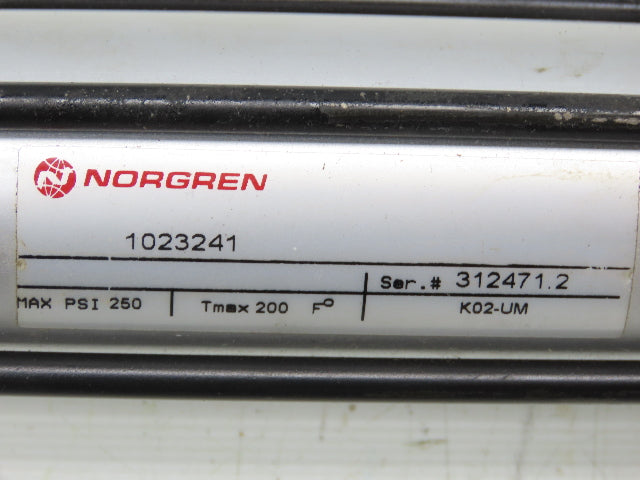 NORGREN
1023241
Ser.# 312471.2
MAX PSI 250 Tmax 200 F° K02-UM